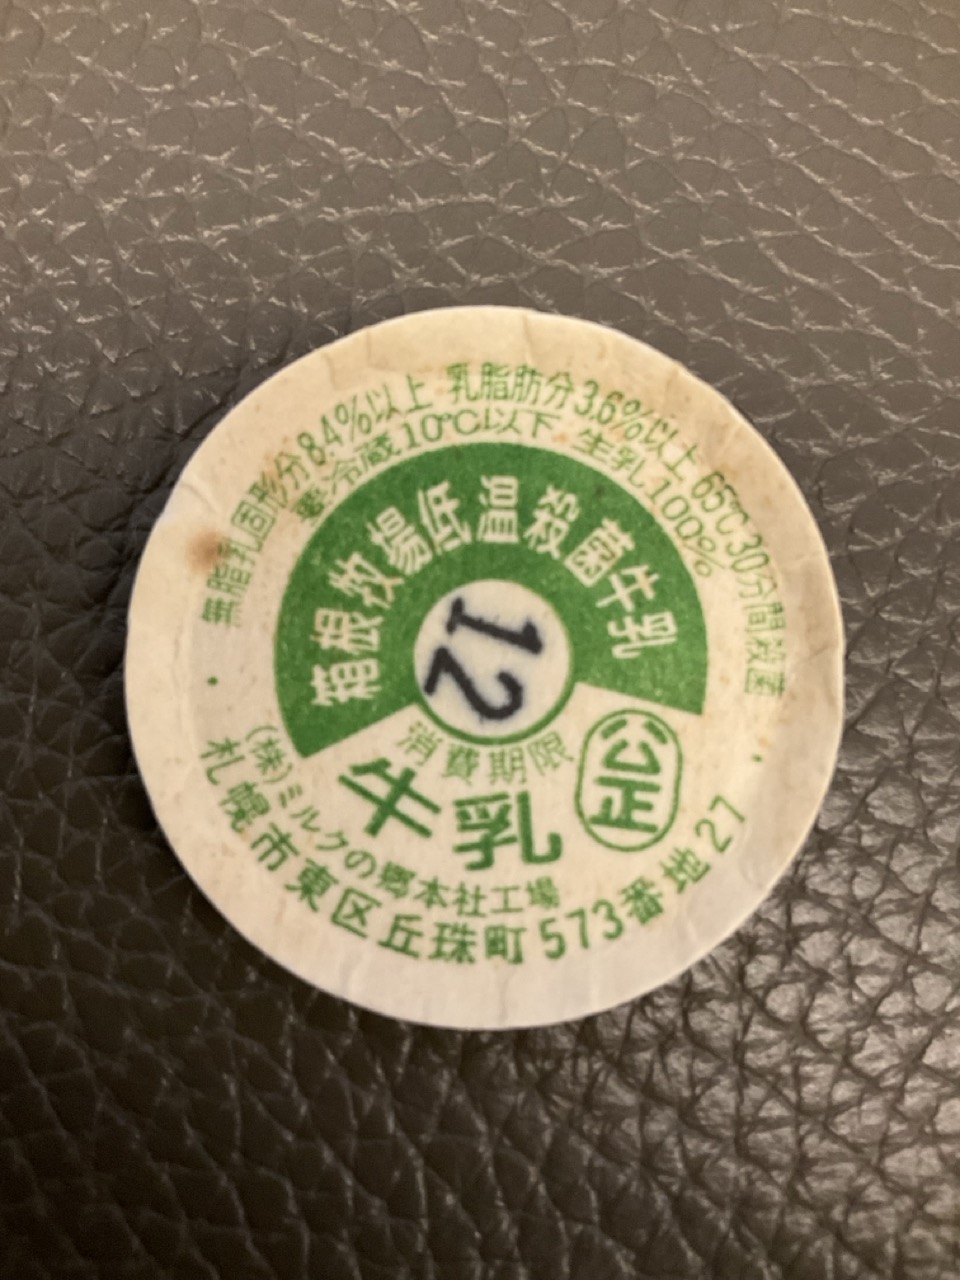 無脂乳固形分8.4%以上 乳脂肪分3.6%以上 65℃30分間殺菌
要冷蔵10℃以下 生乳100%
箱根牧場低温殺菌牛乳
12
消費期限
牛乳
公正
(株)ミルクの郷本社工場
札幌市東区丘珠町573番地27